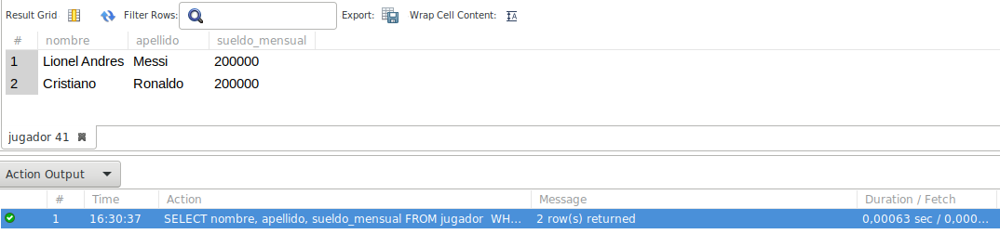 Result Grid Filter Rows: Export: Wrap Cell Content:
# nombre apellido sueldo_mensual
1 Lionel Andres Messi 200000
2 Cristiano Ronaldo 200000
jugador 41
Action Output
# Time Action Message Duration / Fetch
1 16:30:37 SELECT nombre, apellido, sueldo_mensual FROM jugador WH... 2 row(s) returned 0,00063 sec / 0,000...